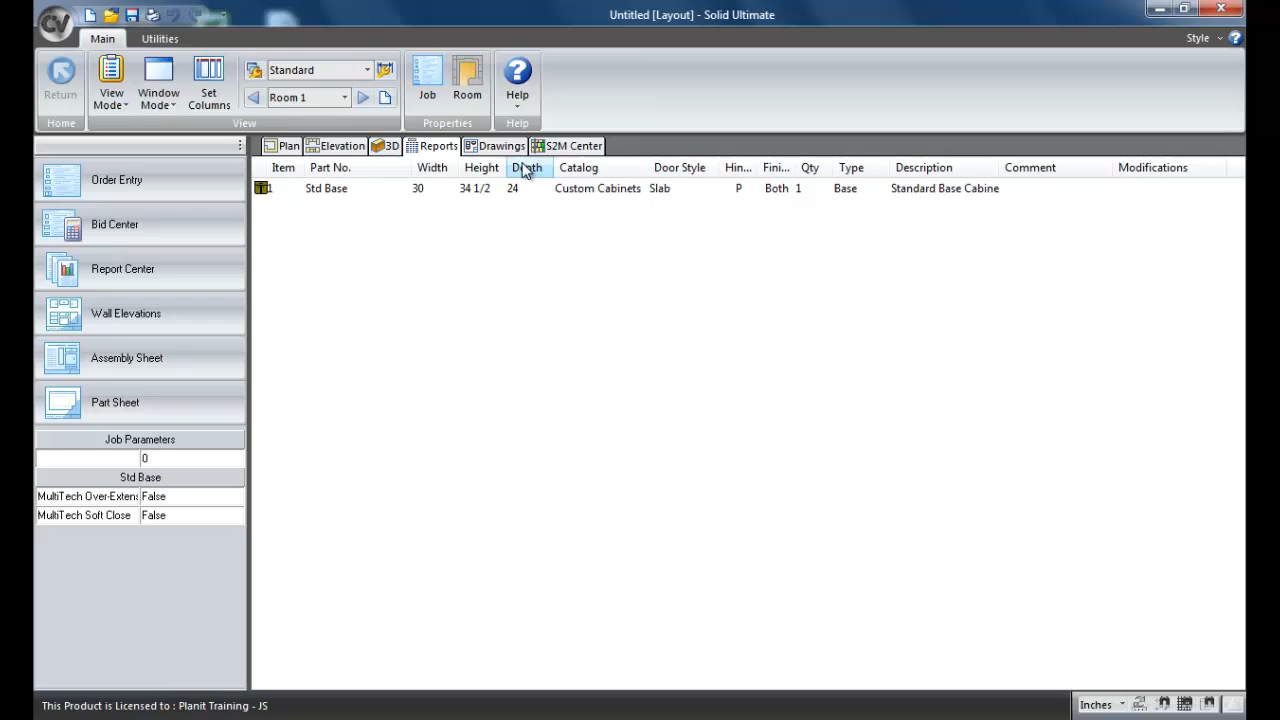 CV
Untitled [Layout] - Solid Ultimate
Main
Utilities
Style
Return
View Mode
Window Mode
Set Columns
Standard
Room 1
Job
Room
Help
Home
View
Properties
Help
Plan
Elevation
3D
Reports
Drawings
S2M Center
Item Part No. Width Height Depth Catalog Door Style Hin... Fini... Qty Type Description Comment Modifications
1 Std Base 30 34 1/2 24 Custom Cabinets Slab P Both 1 Base Standard Base Cabine
Order Entry
Bid Center
Report Center
Wall Elevations
Assembly Sheet
Part Sheet
Job Parameters
0
Std Base
MultiTech Over-Extens False
MultiTech Soft Close False
This Product is Licensed to : Planit Training - JS
Inches